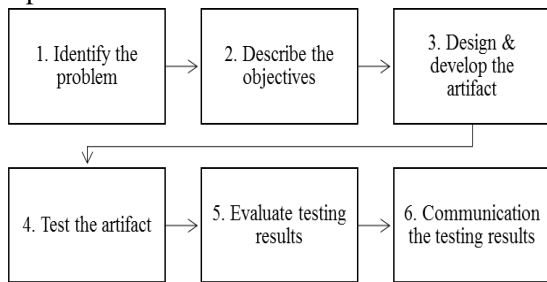 1. Identify the
problem
2. Describe the
objectives
3. Design &
develop the
artifact
4. Test the artifact
5. Evaluate testing
results
6. Communication
the testing results